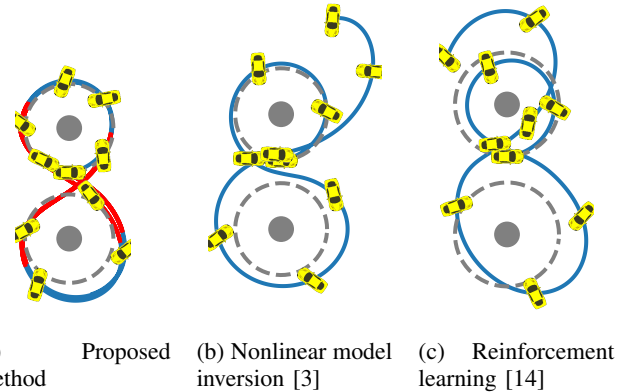 ) Proposed
ethod
(b) Nonlinear model
inversion [3]
(c) Reinforcement
learning [14]